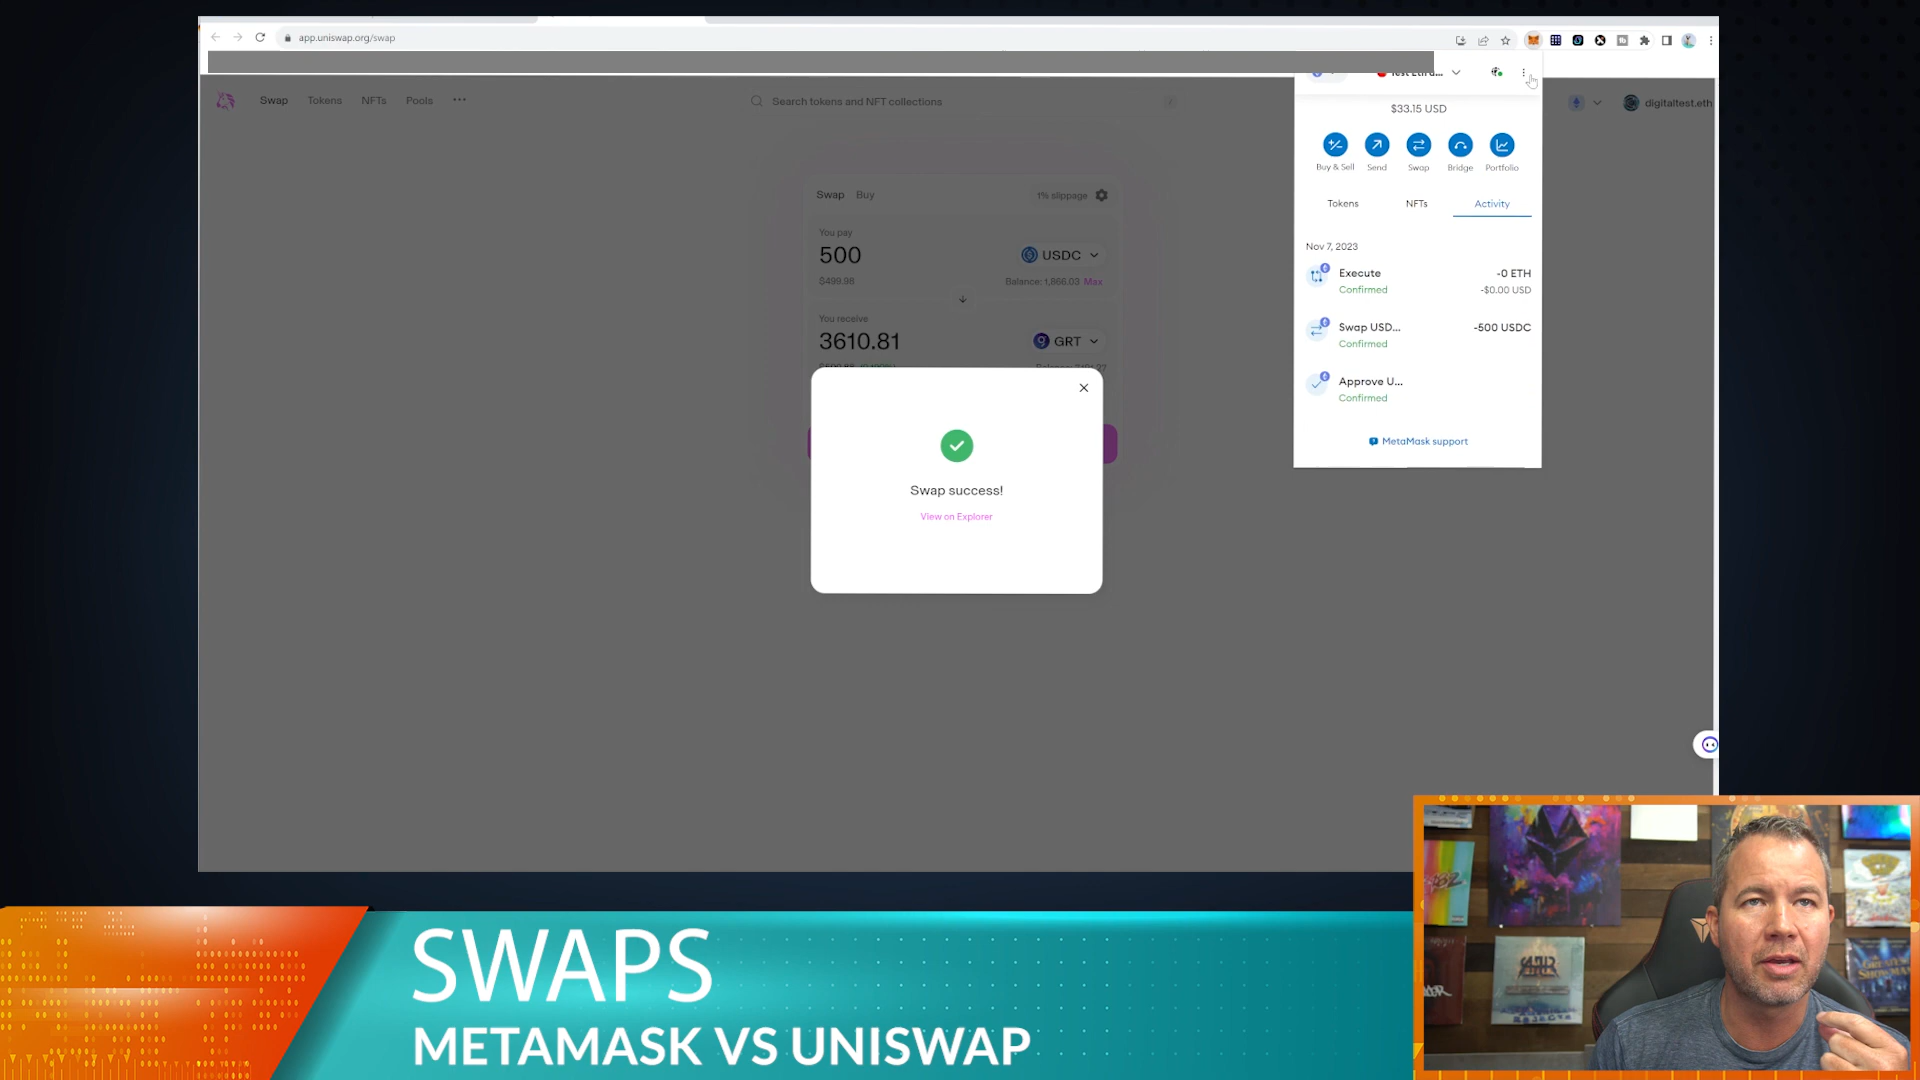 app.uniswap.org/swap
Swap Tokens NFTs Pools
Search tokens and NFT collections
digitaltest.eth
Swap Buy
1% slippage
You pay
500
USDC
$499.98
Balance: 1,866.03 Max
You receive
3610.81
GRT
Swap success!
View on Explorer
$33.15 USD
Buy & Sell Send Swap Bridge Portfolio
Tokens NFTs Activity
Nov 7, 2023
Execute -0 ETH
Confirmed -$0.00 USD
Swap USD... -500 USDC
Confirmed
Approve U...
Confirmed
MetaMask support
SWAPS
METAMASK VS UNISWAP